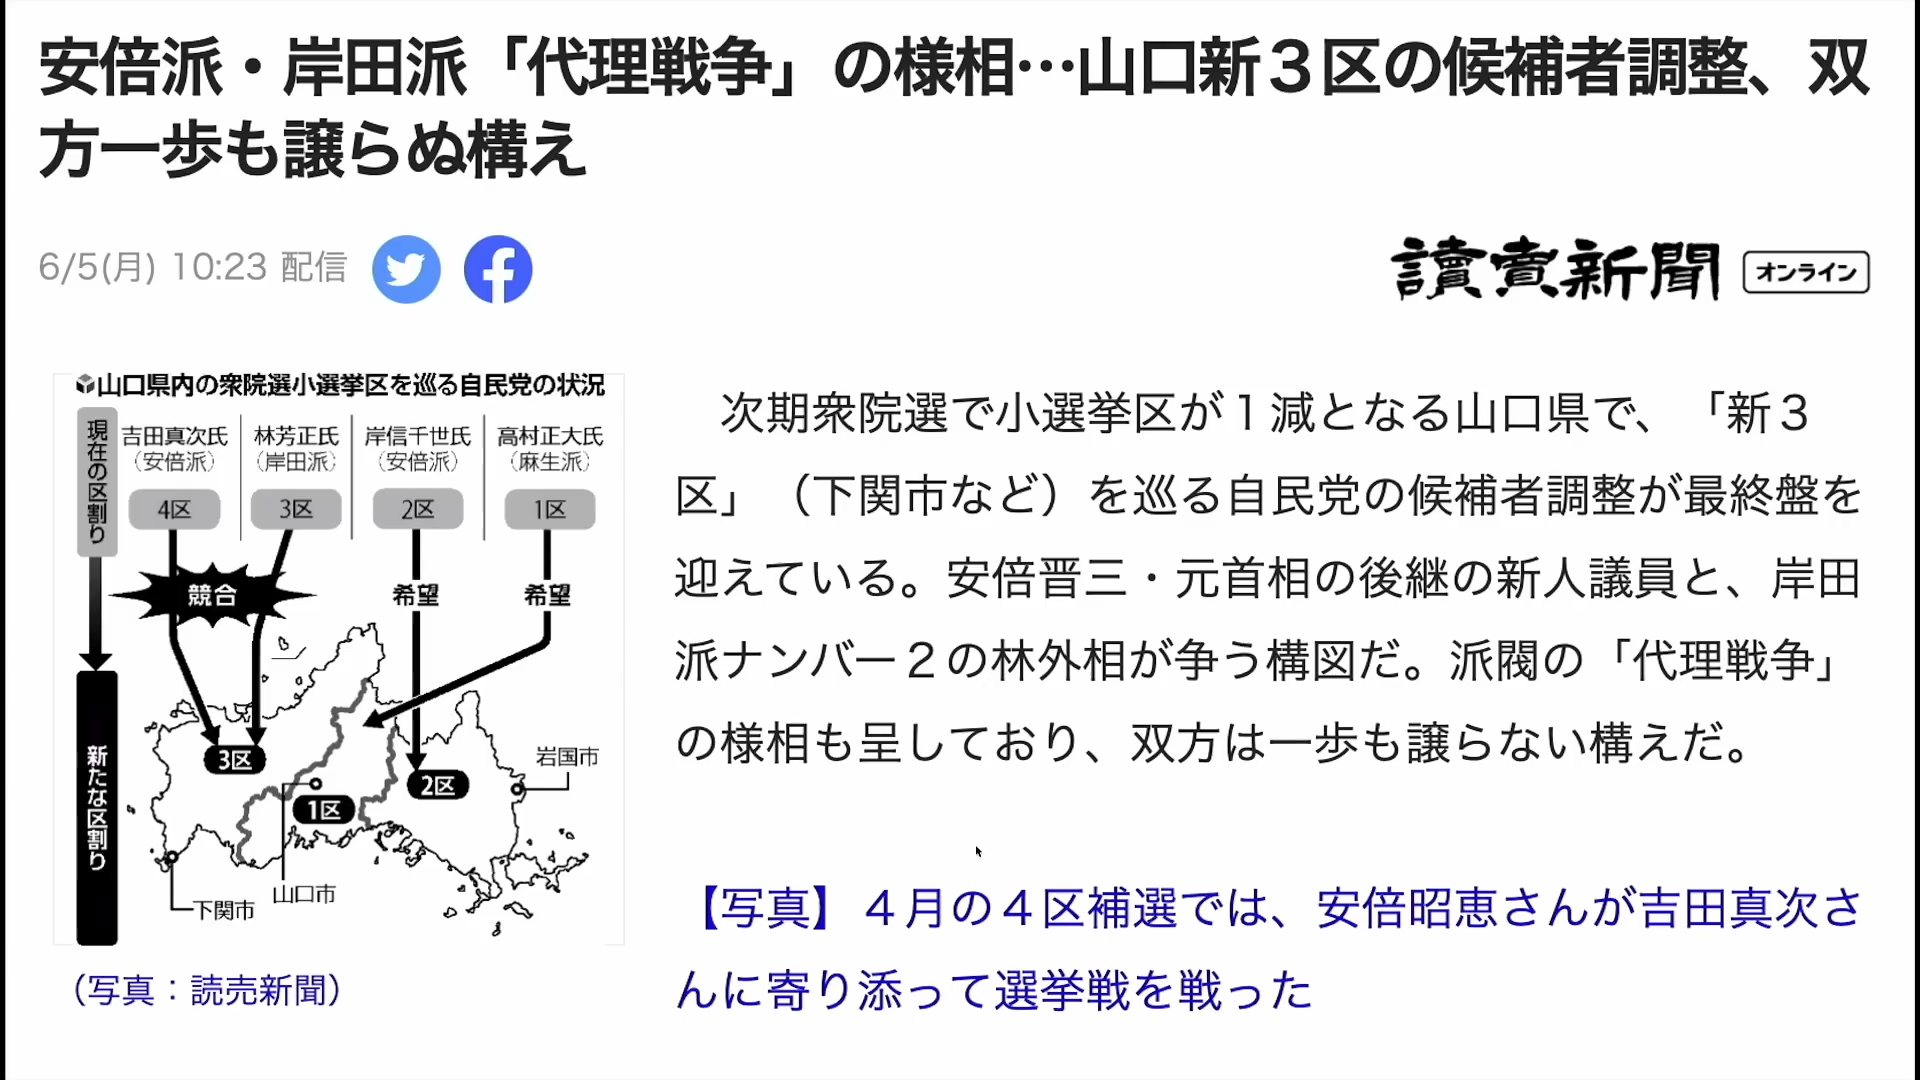 安倍派・岸田派「代理戦争」の様相…山口新３区の候補者調整、双
方一歩も譲らぬ構え
6/5(月) 10:23 配信
讀賣新聞 オンライン
山口県内の衆院選小選挙区を巡る自民党の状況
現在の区割り
吉田真次氏 林芳正氏 岸信千世氏 高村正大氏
（安倍派） （岸田派） （安倍派） （麻生派）
4区 3区 2区 1区
競合 希望 希望
新たな区割り
3区 1区 2区
岩国市
山口市
下関市
（写真：読売新聞）
次期衆院選で小選挙区が１減となる山口県で、「新３
区」（下関市など）を巡る自民党の候補者調整が最終盤を
迎えている。安倍晋三・元首相の後継の新人議員と、岸田
派ナンバー２の林外相が争う構図だ。派閥の「代理戦争」
の様相も呈しており、双方は一歩も譲らない構えだ。
【写真】４月の４区補選では、安倍昭恵さんが吉田真次さ
んに寄り添って選挙戦を戦った